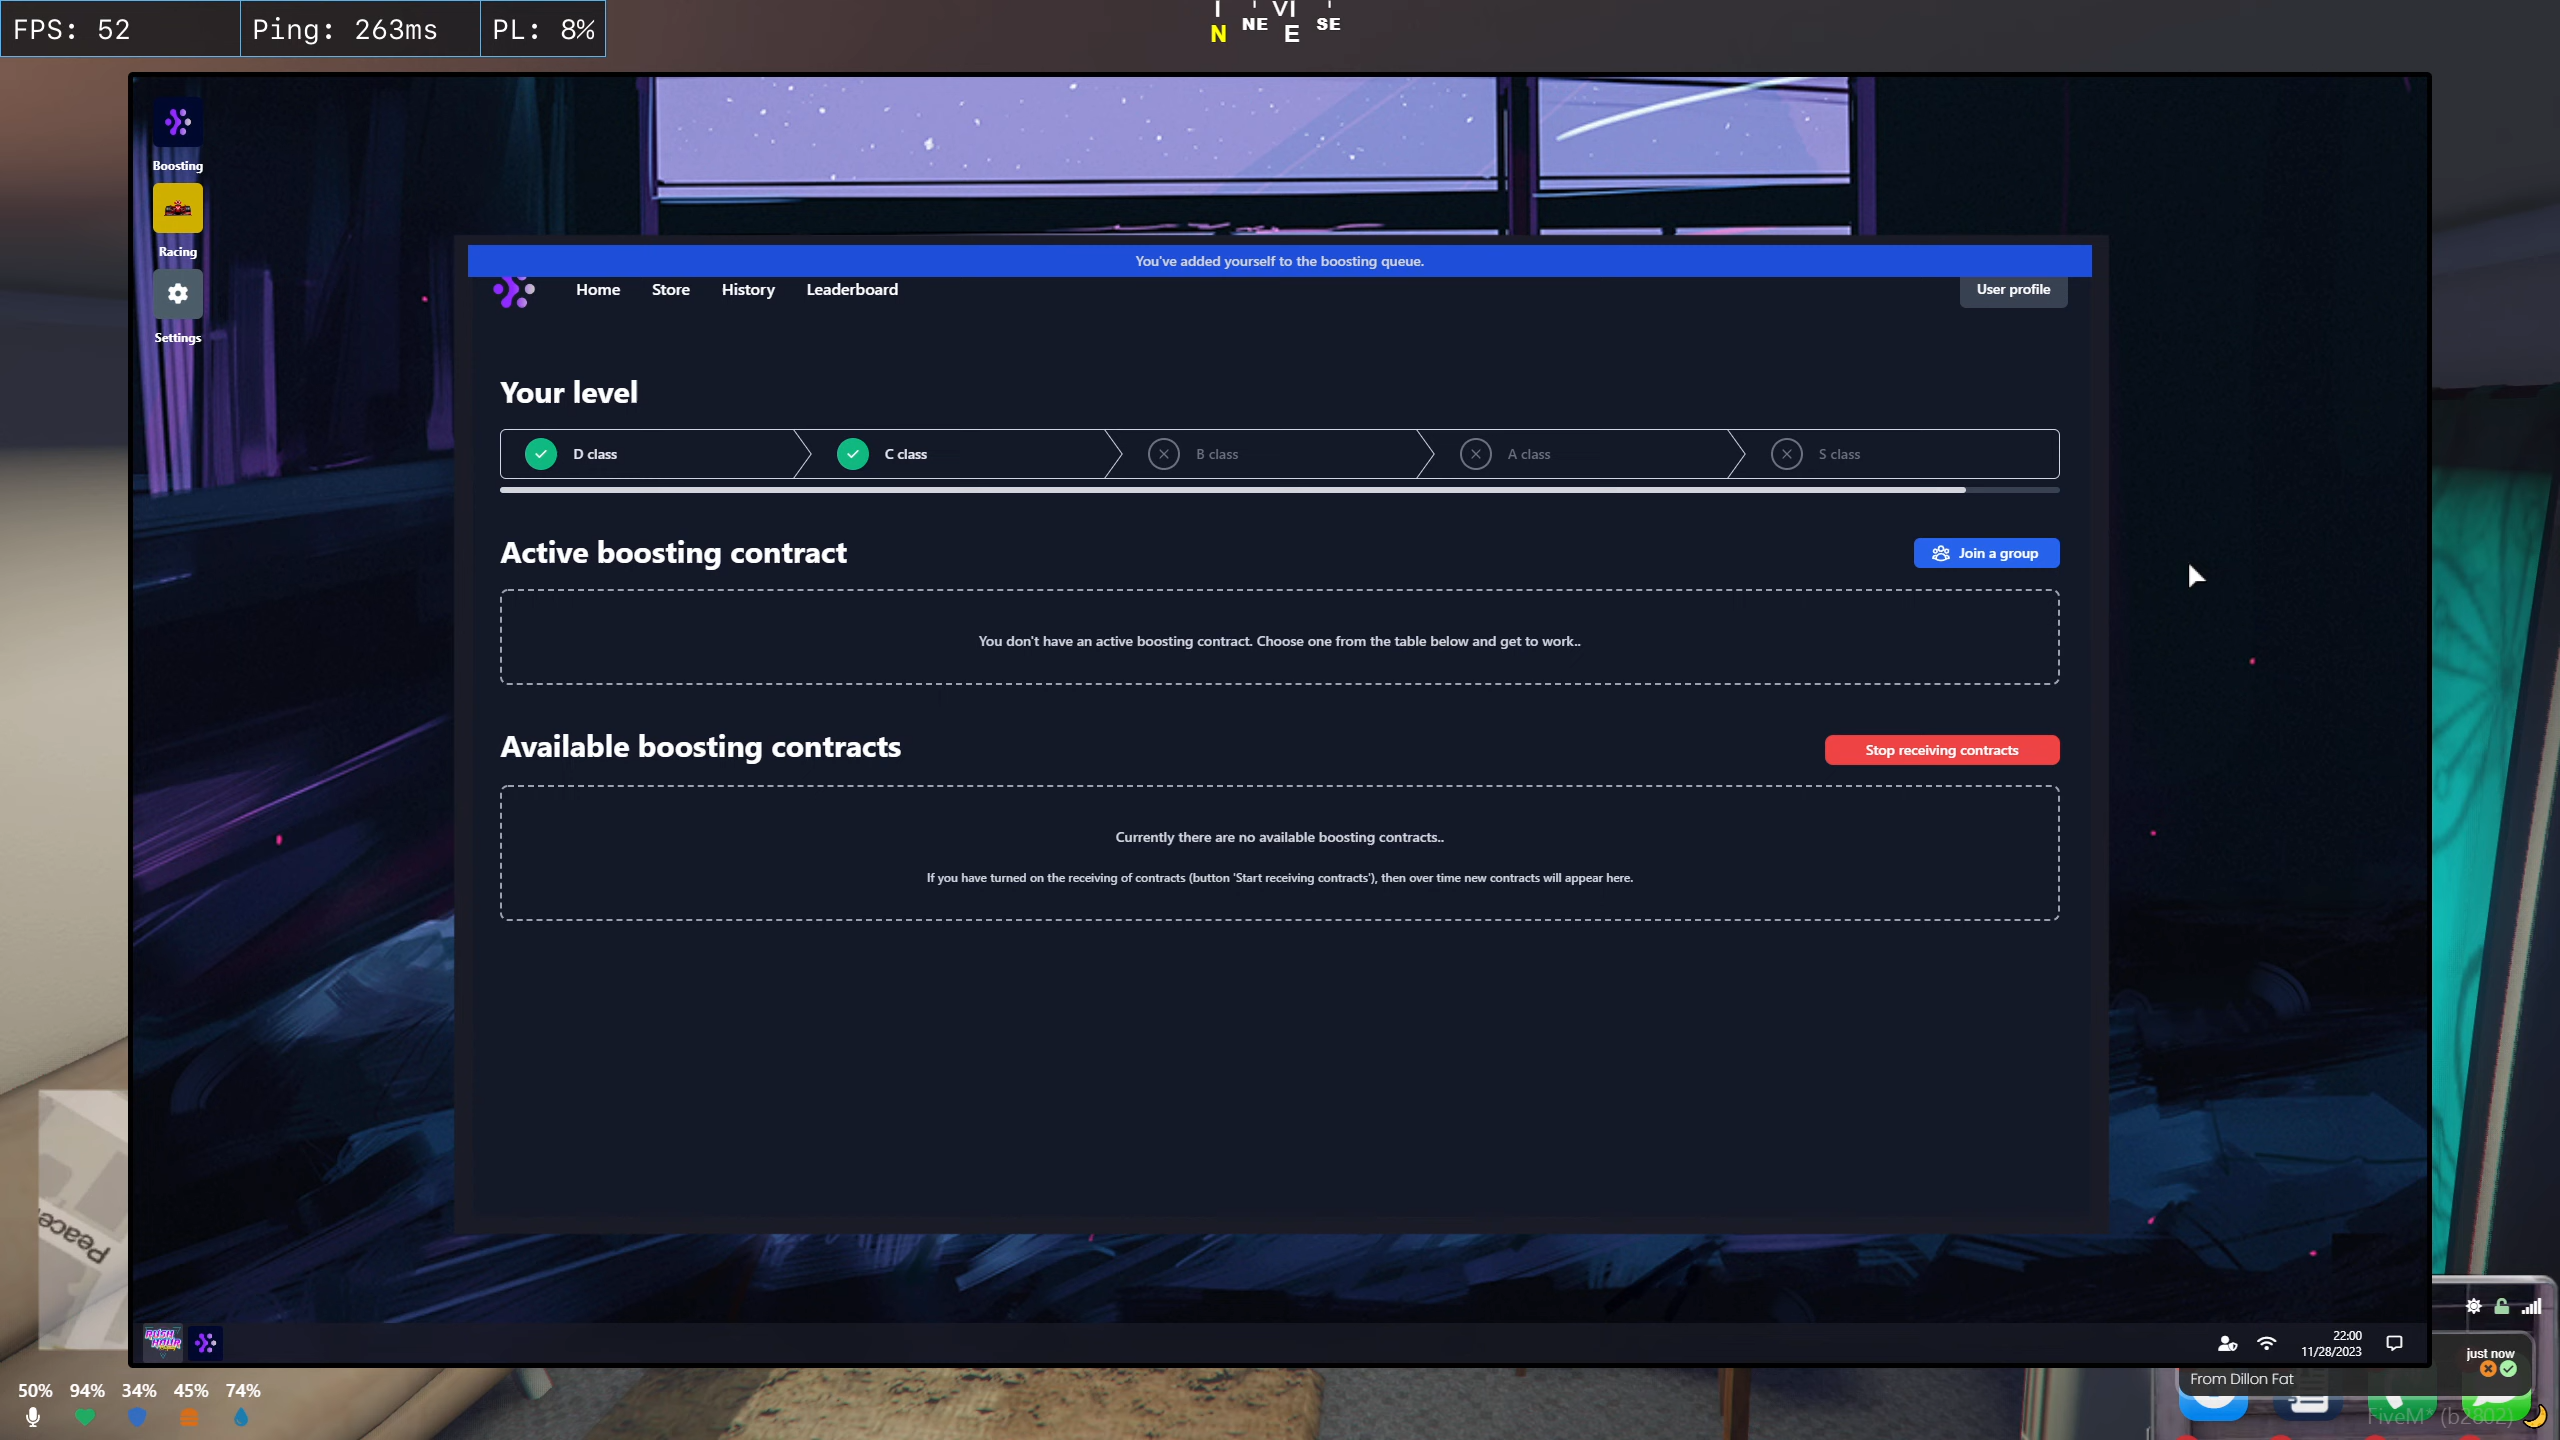 FPS: 52
Ping: 263ms
PL: 8%
N
NE
E
SE
Boosting
Racing
Settings
You've added yourself to the boosting queue.
Home
Store
History
Leaderboard
User profile
Your level
D class
C class
B class
A class
S class
Active boosting contract
Join a group
You don't have an active boosting contract. Choose one from the table below and get to work..
Available boosting contracts
Stop receiving contracts
Currently there are no available boosting contracts..
If you have turned on the receiving of contracts (button 'Start receiving contracts'), then over time new contracts will appear here.
Peace
RUSH
HOUR
22:00
11/28/2023
just now
From Dillon Fat
50%
94%
34%
45%
74%
FiveM* (b2802)